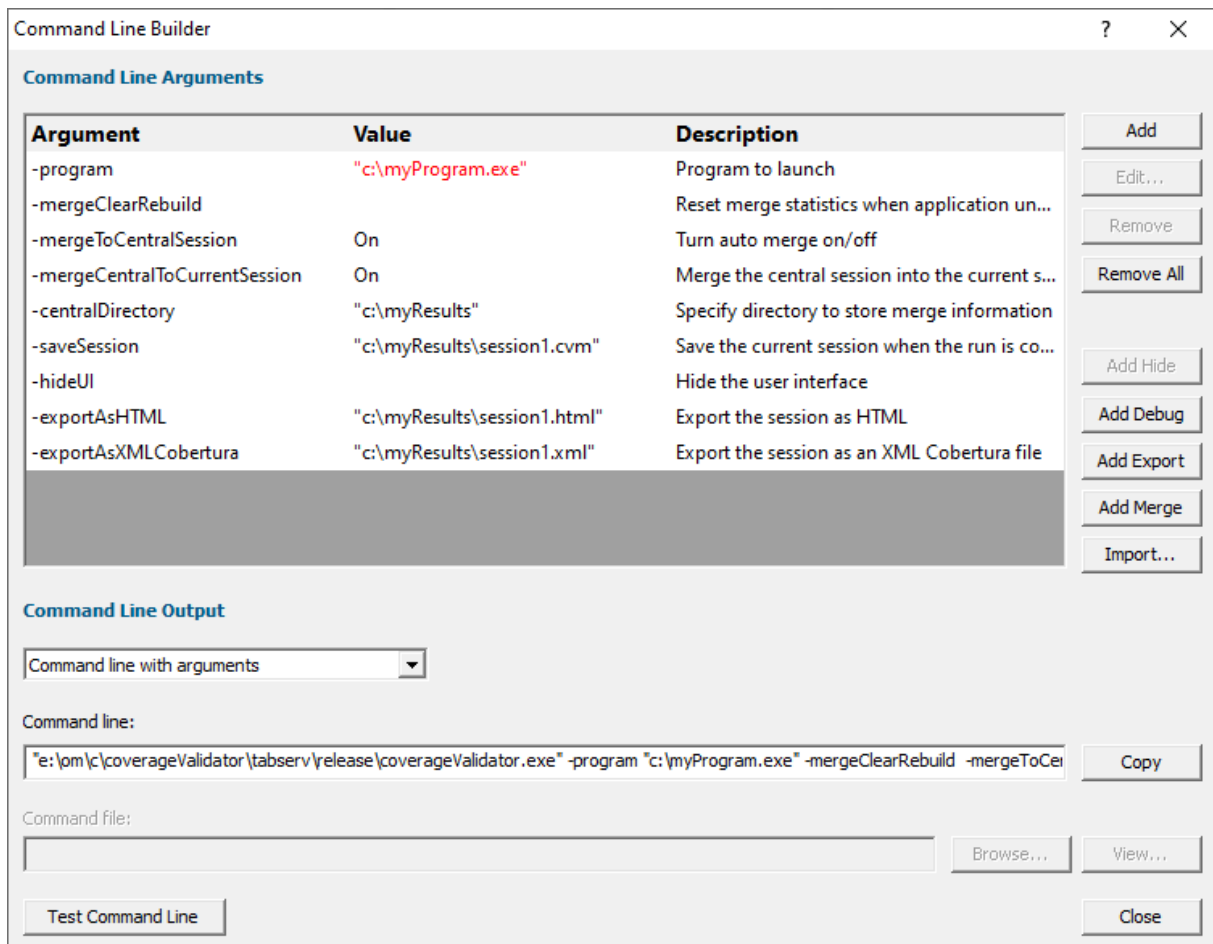 Command Line Builder ?
Command Line Arguments
Argument Value Description
-program "c:\myProgram.exe" Program to launch
-mergeClearRebuild Reset merge statistics when application un...
-mergeToCentralSession On Turn auto merge on/off
-mergeCentralToCurrentSession On Merge the central session into the current s...
-centralDirectory "c:\myResults" Specify directory to store merge information
-saveSession "c:\myResults\session1.cvm" Save the current session when the run is co...
-hideUI Hide the user interface
-exportAsHTML "c:\myResults\session1.html" Export the session as HTML
-exportAsXMLCobertura "c:\myResults\session1.xml" Export the session as an XML Cobertura file
Add
Edit...
Remove
Remove All
Add Hide
Add Debug
Add Export
Add Merge
Import...
Command Line Output
Command line with arguments
Command line:
"e:\om\c\coverageValidator\tabserv\release\coverageValidator.exe" -program "c:\myProgram.exe" -mergeClearRebuild -mergeToCer Copy
Command file:
Browse... View...
Test Command Line Close